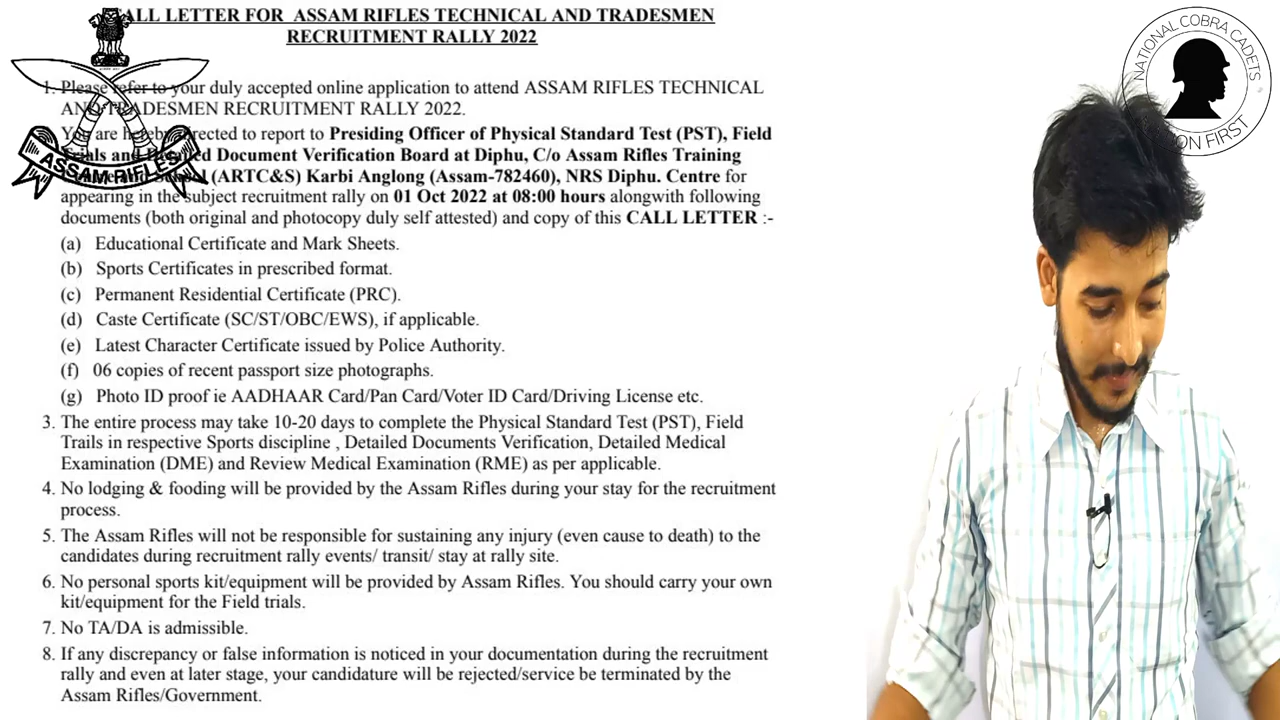 CALL LETTER FOR ASSAM RIFLES TECHNICAL AND TRADESMEN
RECRUITMENT RALLY 2022
1. Please refer to your duly accepted online application to attend ASSAM RIFLES TECHNICAL
AND TRADESMEN RECRUITMENT RALLY 2022.
You are hereby directed to report to Presiding Officer of Physical Standard Test (PST), Field
Trials and Detailed Document Verification Board at Diphu, C/o Assam Rifles Training
(ARTC&S) Karbi Anglong (Assam-782460), NRS Diphu. Centre for
appearing in the subject recruitment rally on 01 Oct 2022 at 08:00 hours alongwith following
documents (both original and photocopy duly self attested) and copy of this CALL LETTER :-
(a) Educational Certificate and Mark Sheets.
(b) Sports Certificates in prescribed format.
(c) Permanent Residential Certificate (PRC).
(d) Caste Certificate (SC/ST/OBC/EWS), if applicable.
(e) Latest Character Certificate issued by Police Authority.
(f) 06 copies of recent passport size photographs.
(g) Photo ID proof ie AADHAAR Card/Pan Card/Voter ID Card/Driving License etc.
3. The entire process may take 10-20 days to complete the Physical Standard Test (PST), Field
Trails in respective Sports discipline , Detailed Documents Verification, Detailed Medical
Examination (DME) and Review Medical Examination (RME) as per applicable.
4. No lodging & fooding will be provided by the Assam Rifles during your stay for the recruitment
process.
5. The Assam Rifles will not be responsible for sustaining any injury (even cause to death) to the
candidates during recruitment rally events/ transit/ stay at rally site.
6. No personal sports kit/equipment will be provided by Assam Rifles. You should carry your own
kit/equipment for the Field trials.
7. No TA/DA is admissible.
8. If any discrepancy or false information is noticed in your documentation during the recruitment
rally and even at later stage, your candidature will be rejected/service be terminated by the
Assam Rifles/Government.
ASSAM RIFLES
NATIONAL COBRA CADETS
FIRST